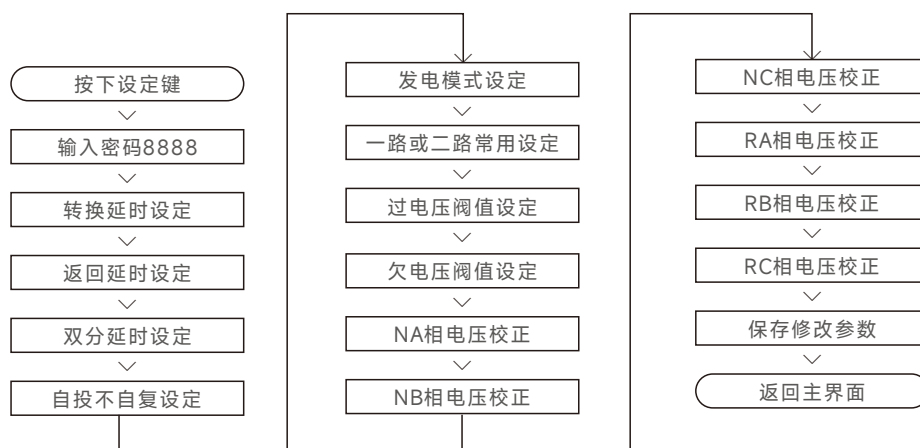 按下设定键
输入密码8888
转换延时设定
返回延时设定
双分延时设定
自投不自复设定
发电模式设定
一路或二路常用设定
过电压阀值设定
欠电压阀值设定
NA相电压校正
NB相电压校正
NC相电压校正
RA相电压校正
RB相电压校正
RC相电压校正
保存修改参数
返回主界面